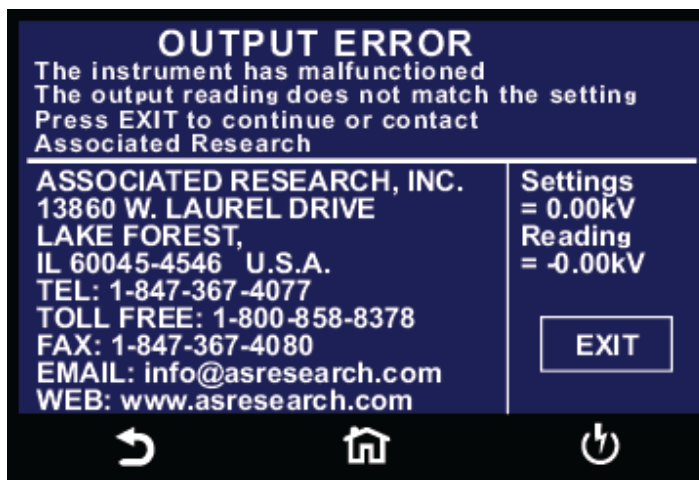 OUTPUT ERROR
The instrument has malfunctioned
The output reading does not match the setting
Press EXIT to continue or contact
Associated Research
ASSOCIATED RESEARCH, INC.
13860 W. LAUREL DRIVE
LAKE FOREST,
IL 60045-4546 U.S.A.
TEL: 1-847-367-4077
TOLL FREE: 1-800-858-8378
FAX: 1-847-367-4080
EMAIL: info@asresearch.com
WEB: www.asresearch.com
Settings
= 0.00kV
Reading
= -0.00kV
EXIT